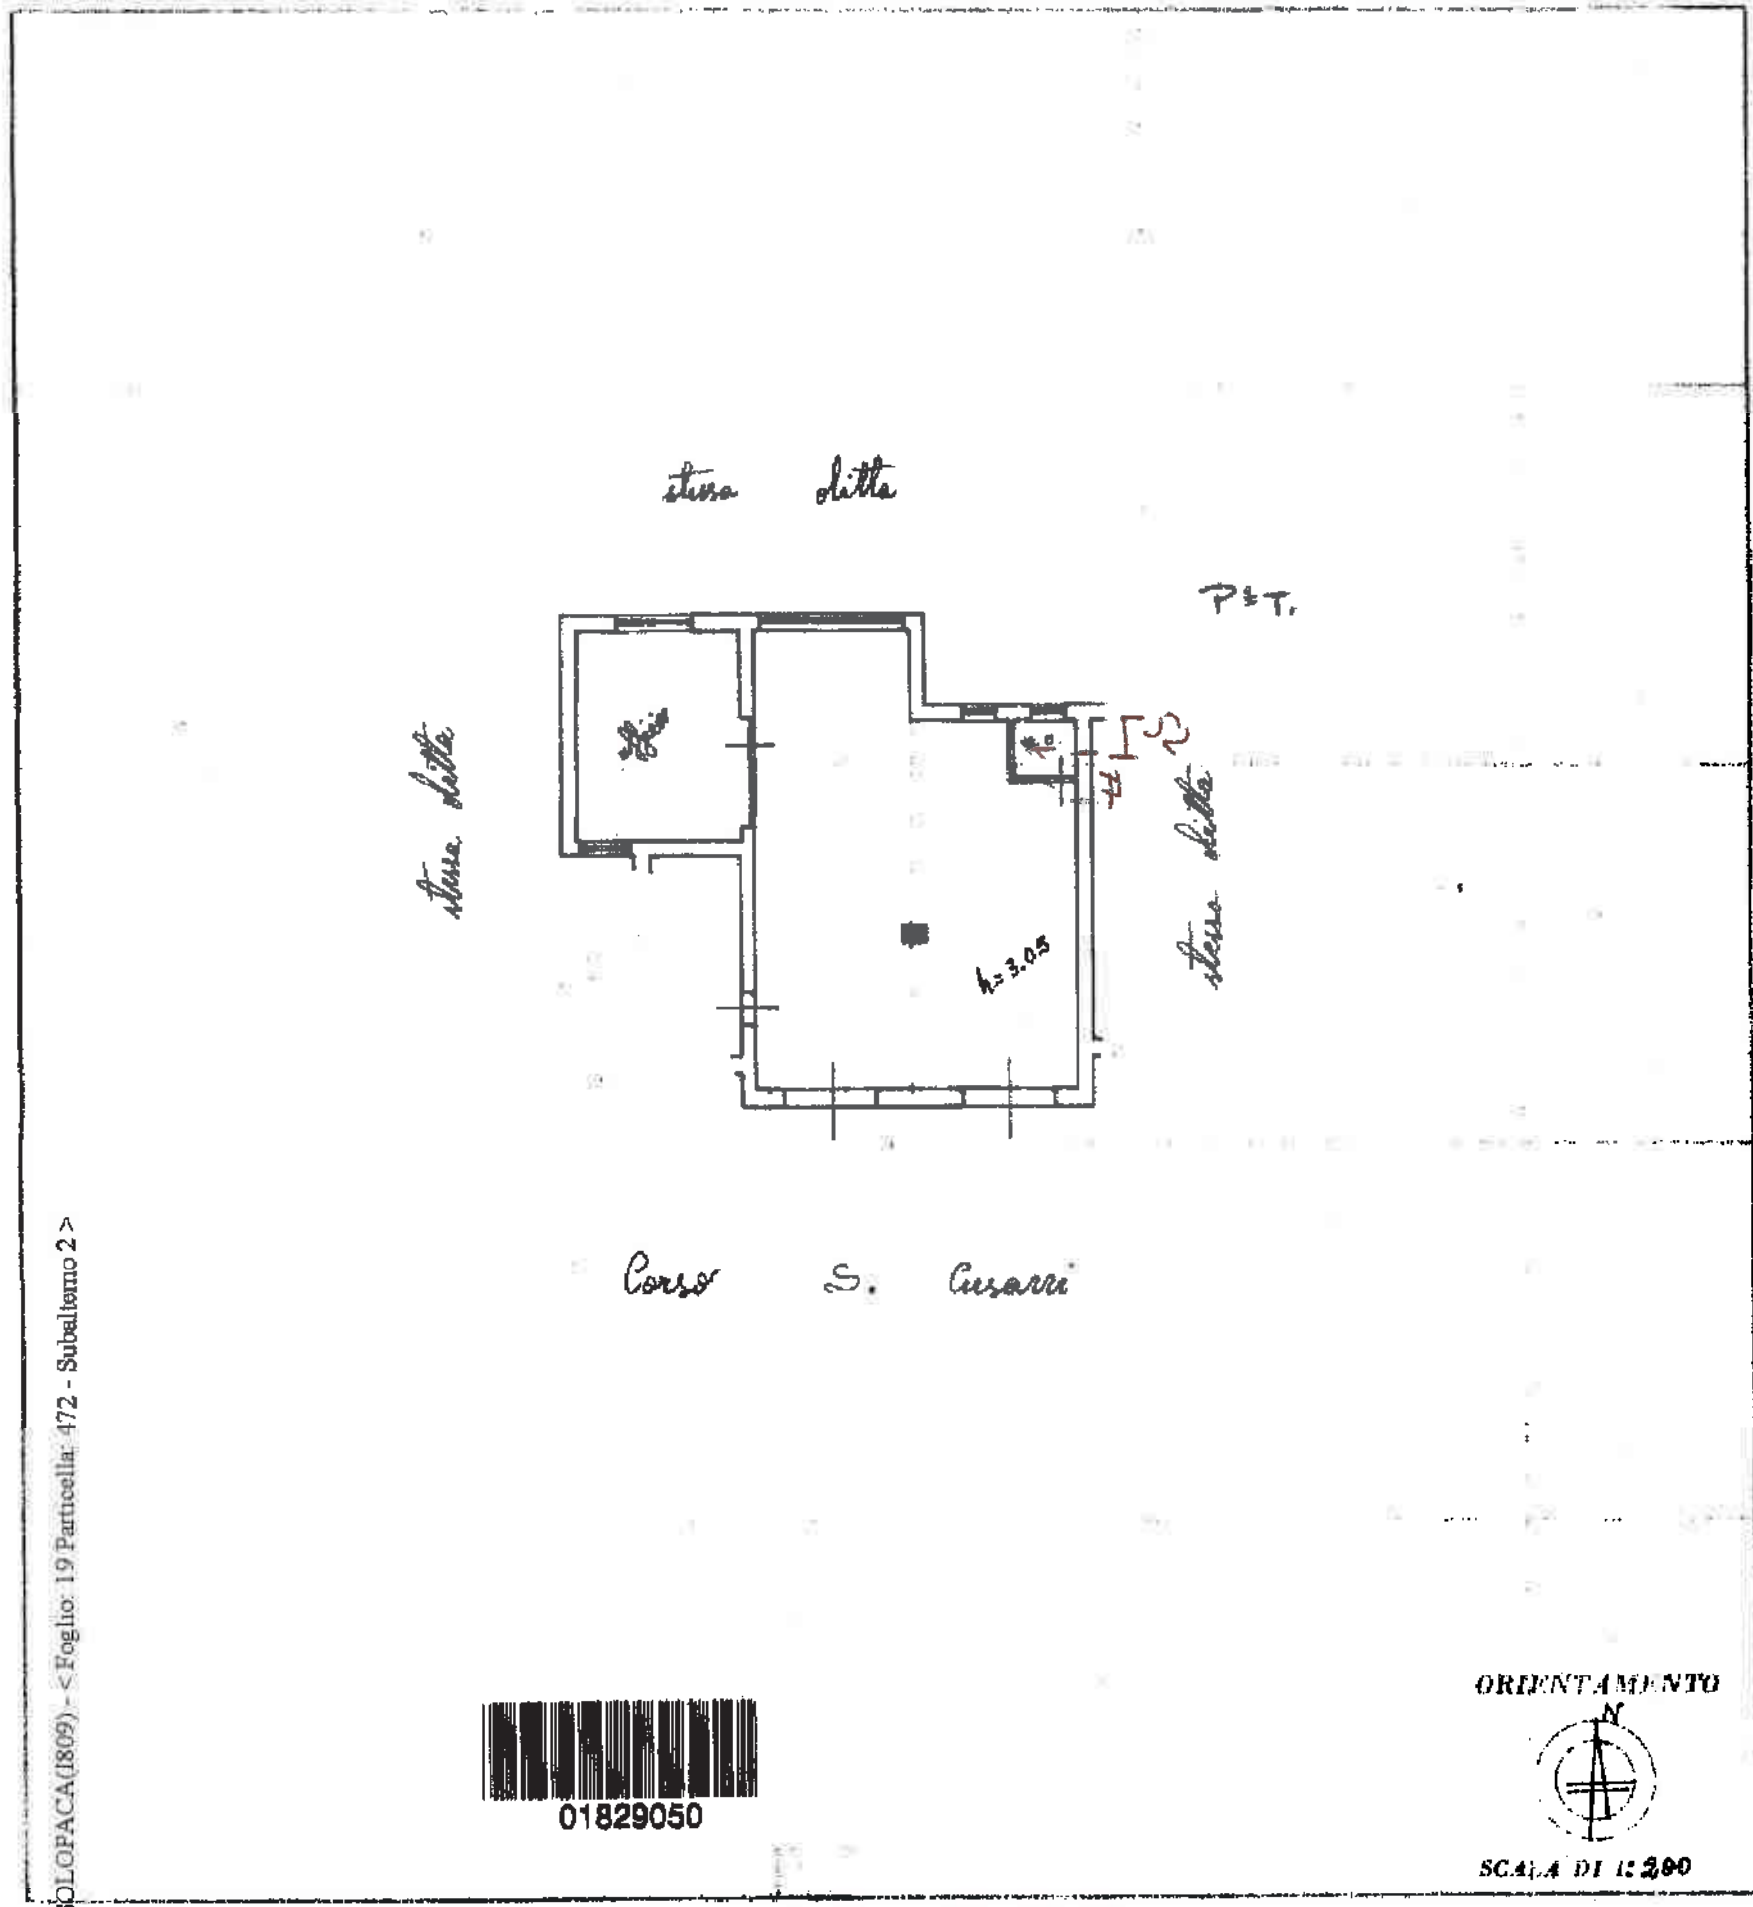 stessa ditta
P=T.
stessa ditta
stessa ditta
h=3.05
Corso S. Cusani
SOLOPACA(I809) - <Foglio: 19 Particella: 472 - Subalterno 2 >
01829050
ORIENTAMENTO
N
SCALA DI 1: 200